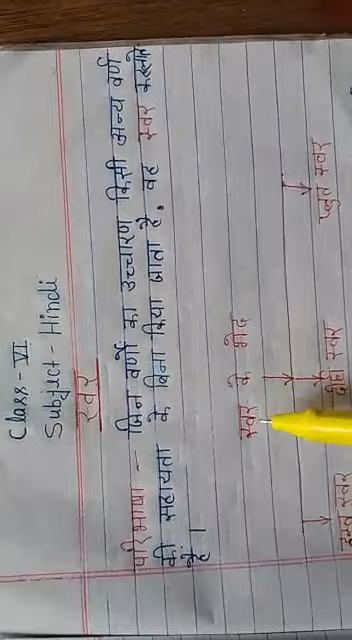 Class-VI
Subject-Hindi
स्वर
परिभाषा – जिन वर्णों का उच्चारण किसी अन्य वर्ण
की सहायता के बिना किया जाता है, वह स्वर कहलाते
हैं।
स्वर के भेद
ह्रस्व स्वर दीर्घ स्वर प्लुत स्वर